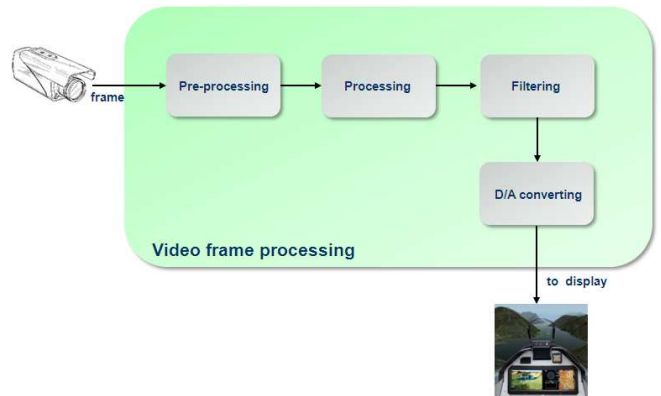 frame
Pre-processing
Processing
Filtering
D/A converting
Video frame processing
to display